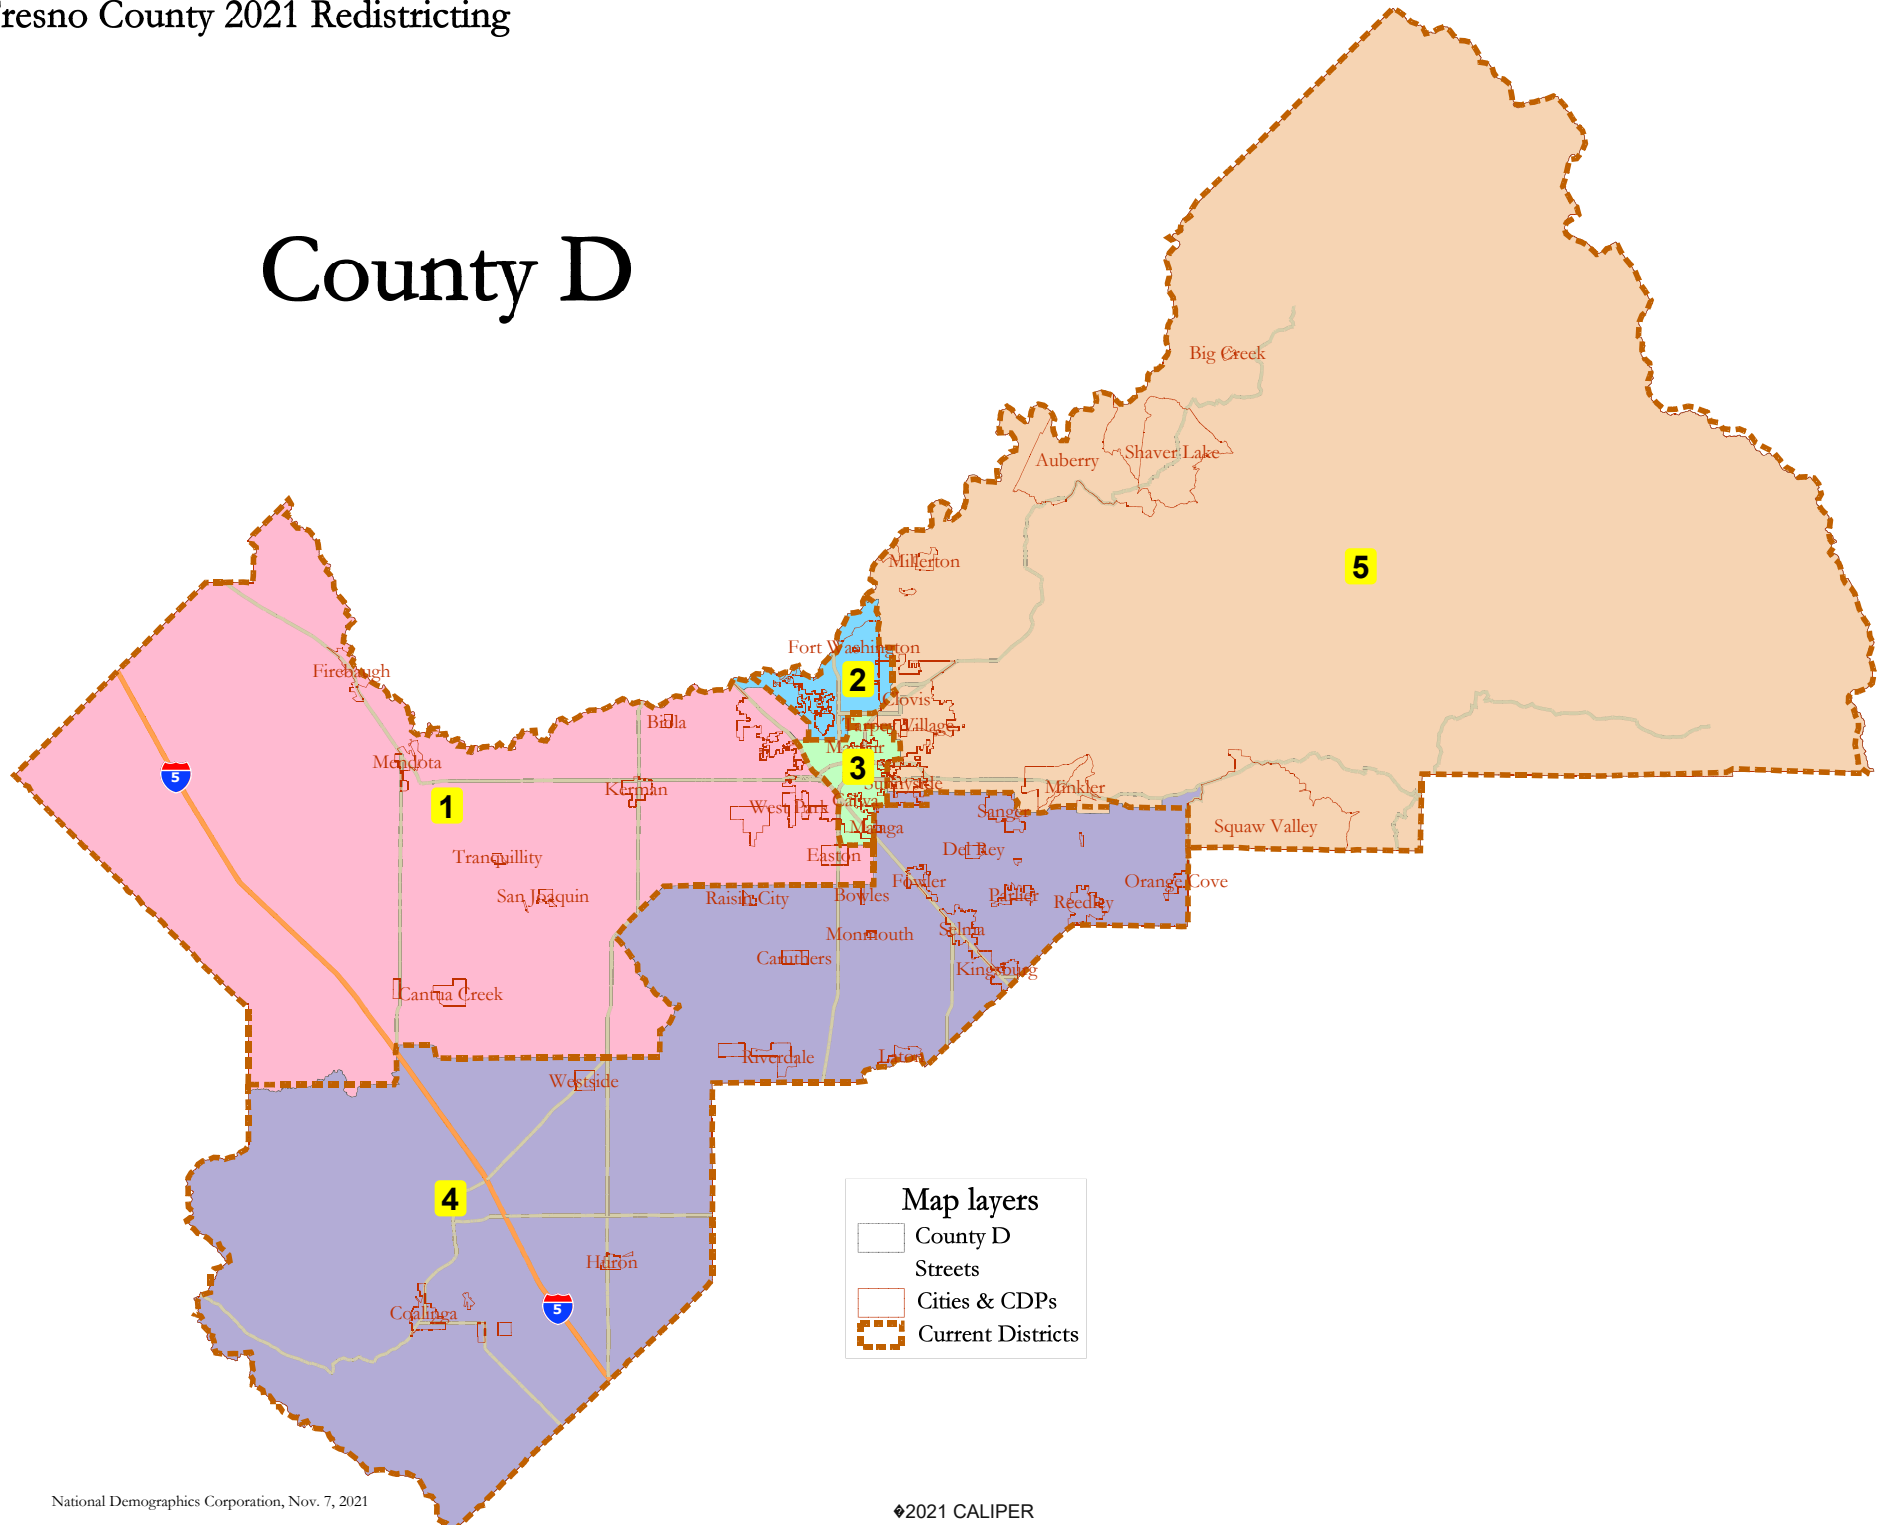 resno County 2021 Redistricting
County D
Big Creek
Auberry
Shaver Lake
Millerton
5
Fort Washington
Firebaugh
2
Clovis
Biola
Village
Mendota
3
Sunnyside
Minkler
Kerman
1
West Park
Calwa
Sanger
Squaw Valley
Malaga
Tranquillity
Easton
Del Rey
San Joaquin
Raisin City
Bowles
Fowler
Parlier
Reedley
Orange Cove
Monmouth
Selma
Caruthers
Kingsburg
Cantua Creek
Riverdale
Laton
Westside
4
Huron
Coalinga
5
5
Map layers
County D
Streets
Cities & CDPs
Current Districts
National Demographics Corporation, Nov. 7, 2021
�2021 CALIPER